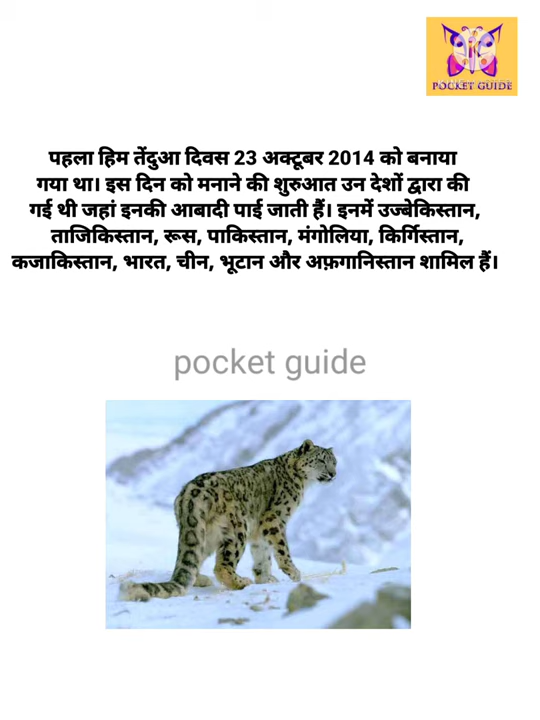 POCKET GUIDE
पहला हिम तेंदुआ दिवस 23 अक्टूबर 2014 को बनाया
गया था। इस दिन को मनाने की शुरुआत उन देशों द्वारा की
गई थी जहां इनकी आबादी पाई जाती हैं। इनमें उज्बेकिस्तान,
ताजिकिस्तान, रूस, पाकिस्तान, मंगोलिया, किर्गिस्तान,
कजाकिस्तान, भारत, चीन, भूटान और अफ़गानिस्तान शामिल हैं।
pocket guide